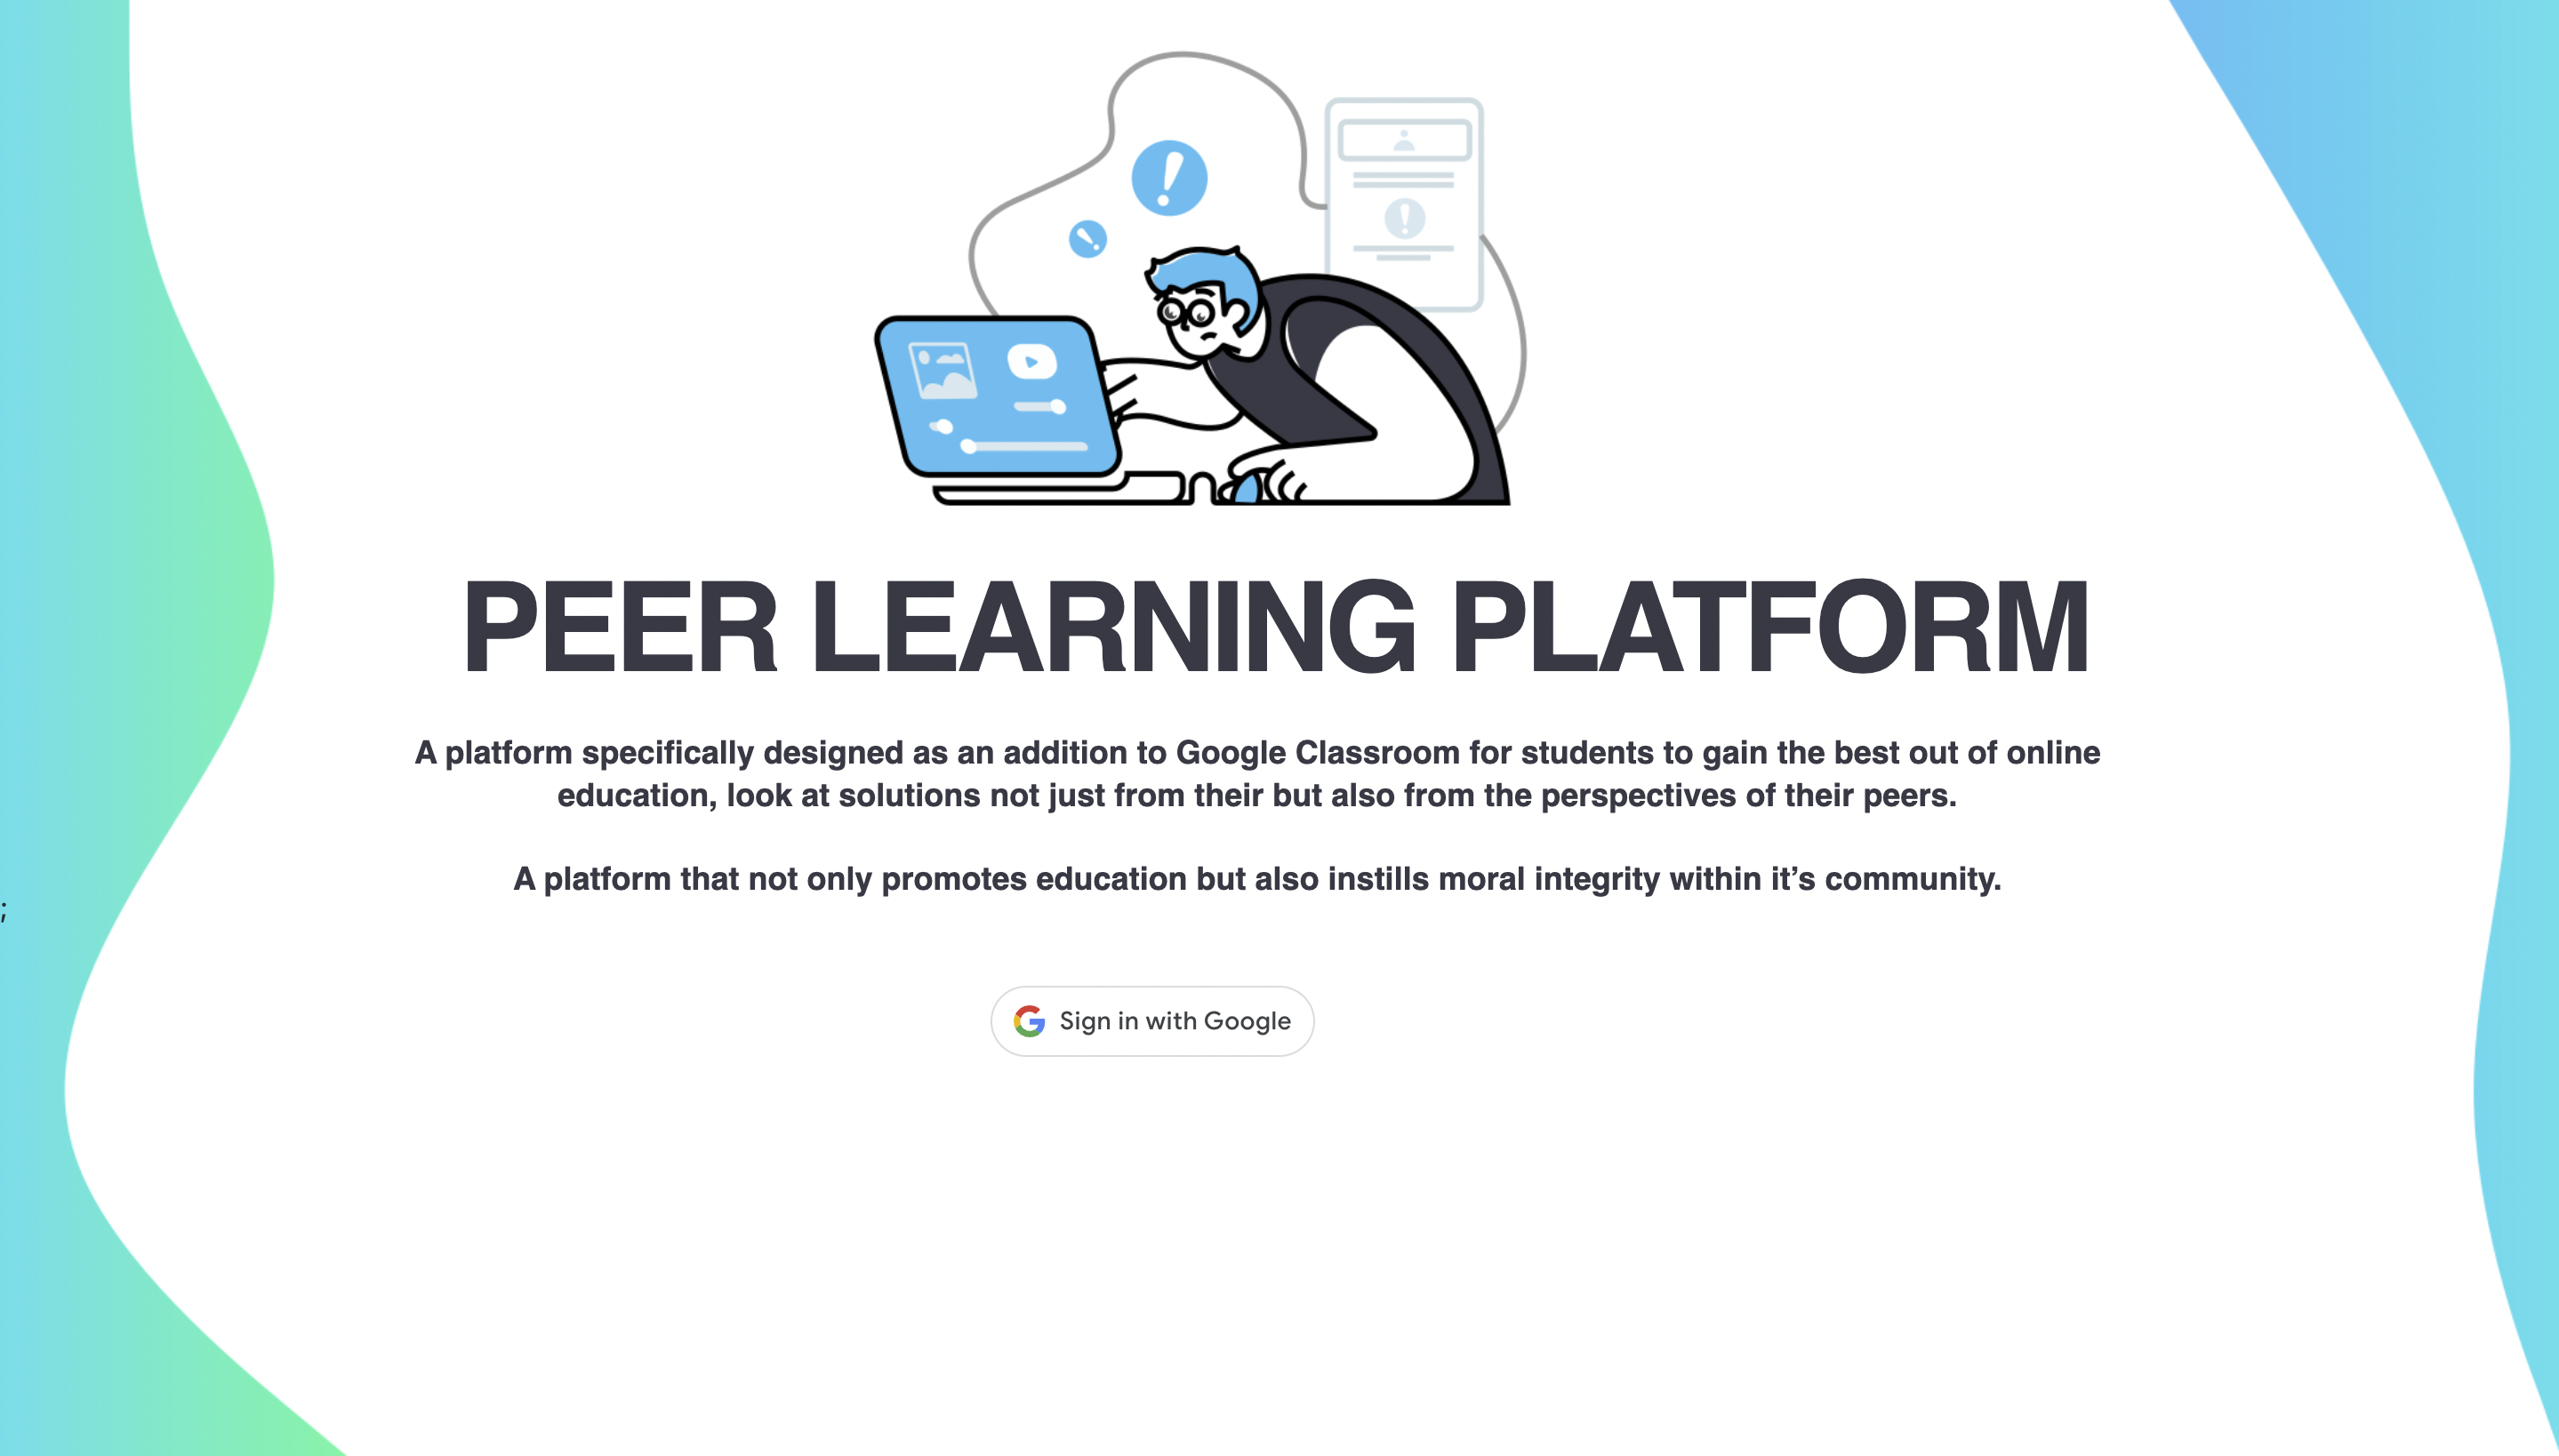 PEER LEARNING PLATFORM
A platform specifically designed as an addition to Google Classroom for students to gain the best out of online
education, look at solutions not just from their but also from the perspectives of their peers.
A platform that not only promotes education but also instills moral integrity within it’s community.
;
Sign in with Google